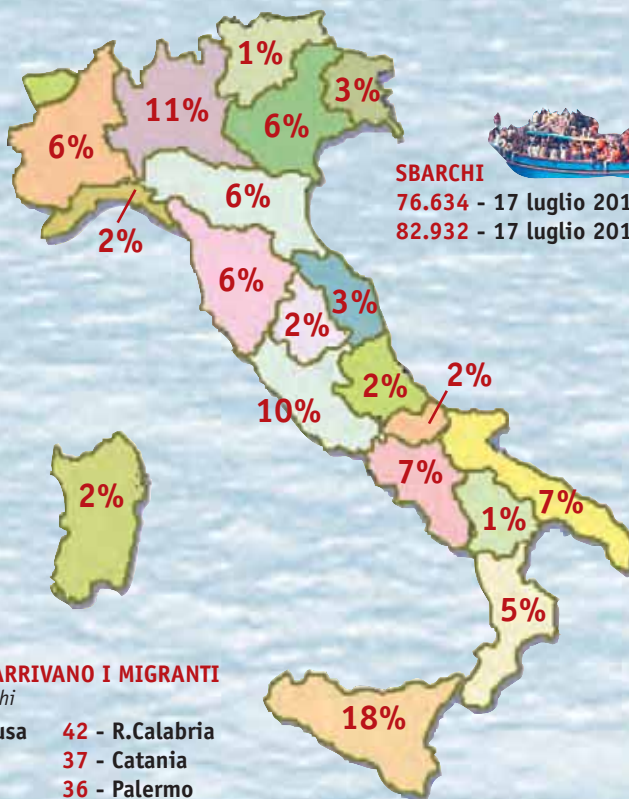 1%
3%
11%
6%
6%
SBARCHI
76.634 - 17 luglio 201
82.932 - 17 luglio 201
6%
2%
6%
3%
2%
2%
2%
10%
7%
7%
1%
2%
5%
ARRIVANO I MIGRANTI
18%
42 - R.Calabria
37 - Catania
36 - Palermo